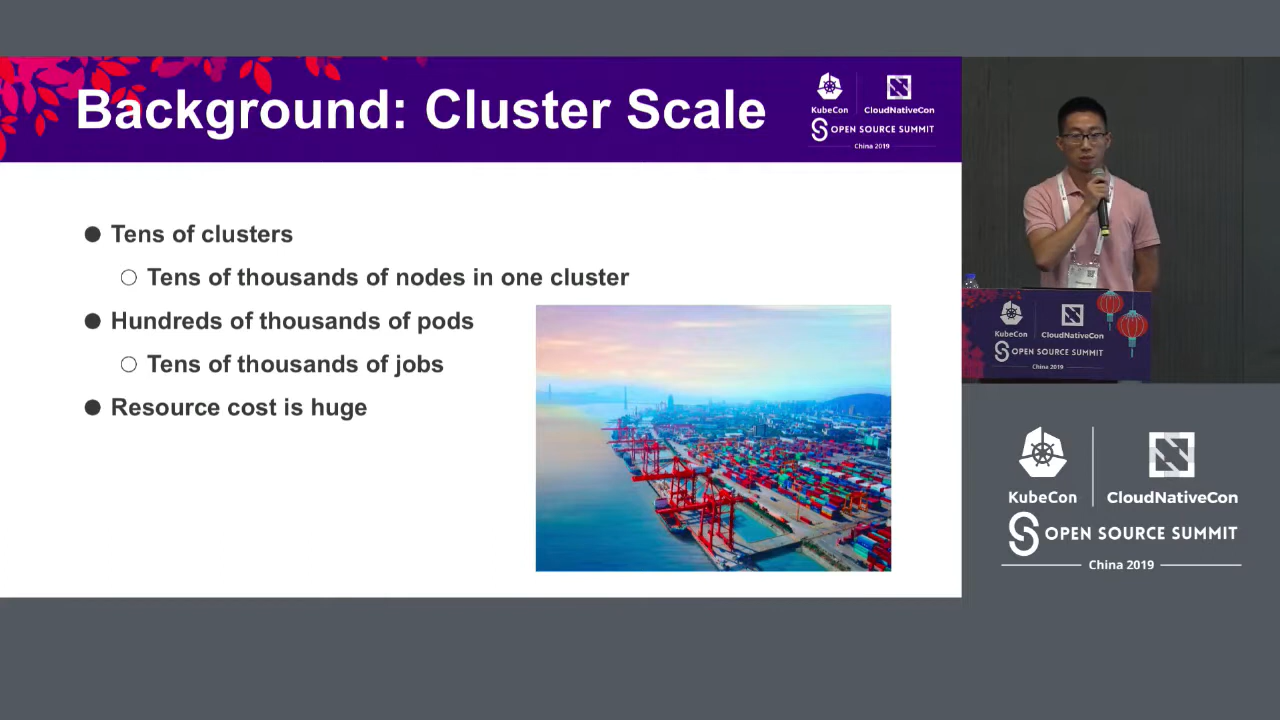 Background: Cluster Scale
KubeCon
CloudNativeCon
OPEN SOURCE SUMMIT
China 2019
Tens of clusters
Tens of thousands of nodes in one cluster
Hundreds of thousands of pods
Tens of thousands of jobs
Resource cost is huge
KubeCon
CloudNativeCon
OPEN SOURCE SUMMIT
China 2019
KubeCon
CloudNativeCon
OPEN SOURCE SUMMIT
China 2019